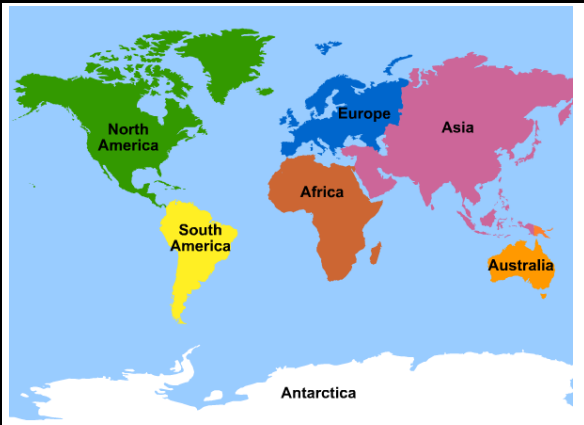 North
America
Europe
Asia
Africa
South
America
Australia
Antarctica